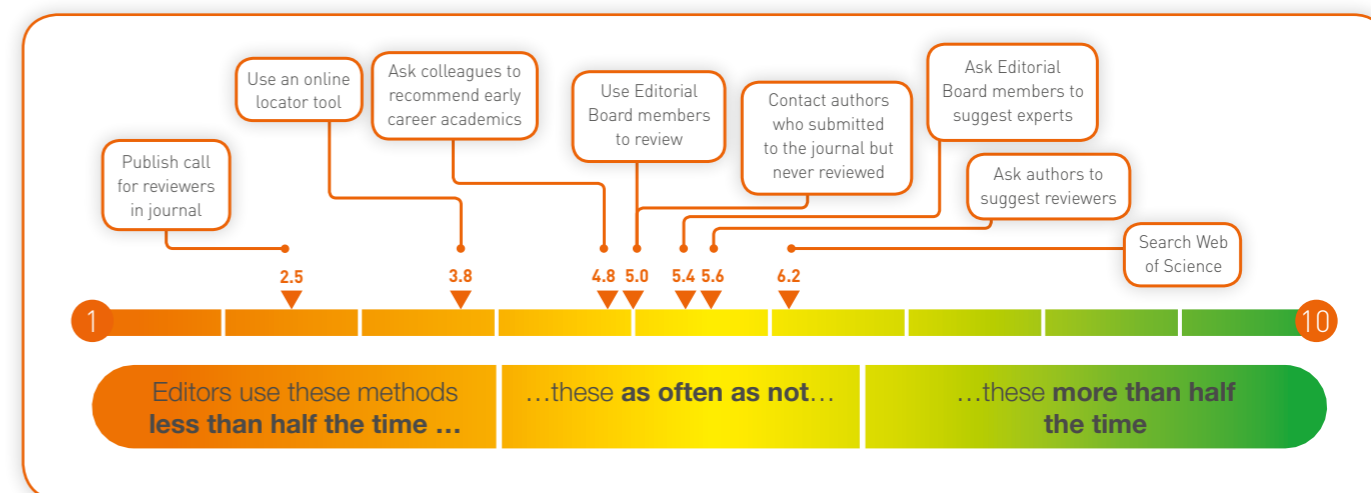 Publish call
for reviewers
in journal
Use an online
locator tool
Ask colleagues to
recommend early
career academics
Use Editorial
Board members
to review
Contact authors
who submitted
to the journal but
never reviewed
Ask Editorial
Board members to
suggest experts
Ask authors to
suggest reviewers
Search Web
of Science
2.5
3.8
4.8
5.0
5.4
5.6
6.2
1
10
Editors use these methods
less than half the time ...
...these as often as not...
...these more than half
the time